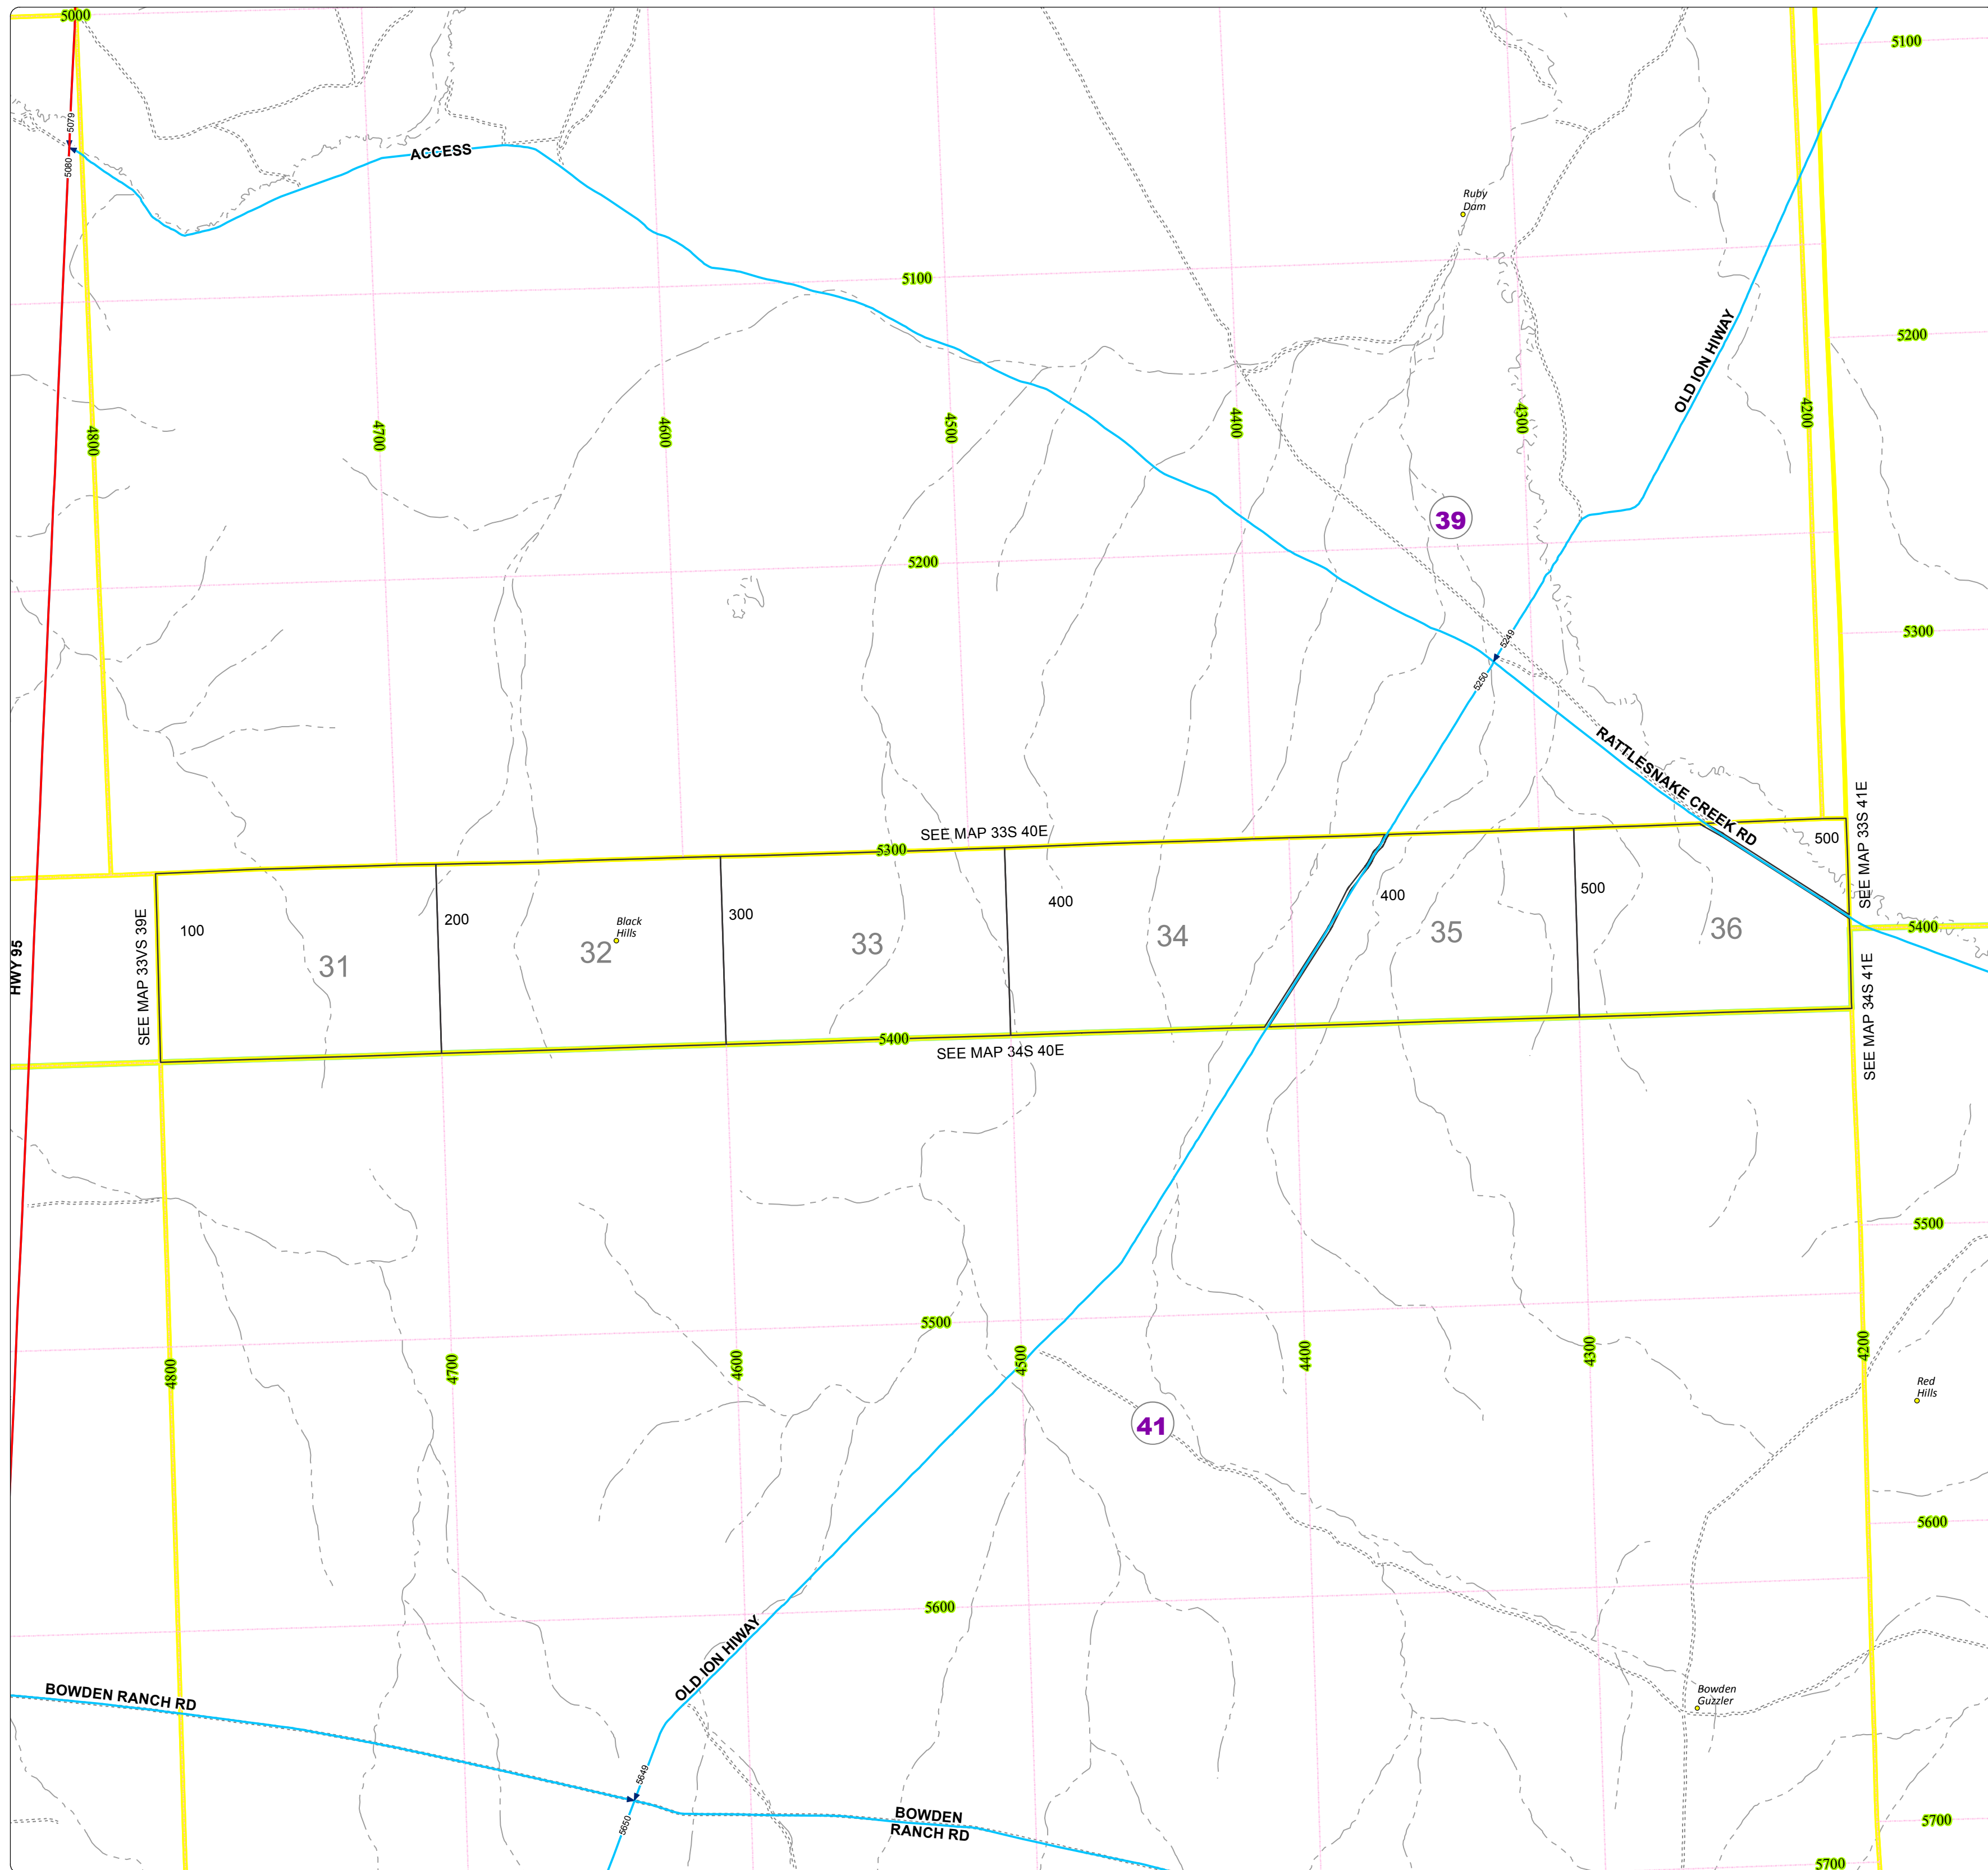 5000
5100
5079
5080
ACCESS
Ruby
Dam
5100
OLD ION HIWAY
5200
4800
4700
4600
4500
4400
4300
4200
39
5200
5249
5250
5300
RATTLESNAKE CREEK RD
SEE MAP 33S 40E
SEE MAP 33S 41E
5300
500
HWY 95
SEE MAP 33VS 39E
100
200
Black
Hills
300
400
400
500
31
32
33
34
35
36
5400
SEE MAP 34S 41E
5400
SEE MAP 34S 40E
5500
5500
4800
4700
4600
4500
4400
4300
4200
Red
Hills
41
5600
5600
OLD ION HIWAY
BOWDEN RANCH RD
Bowden
Guzzler
5649
5650
BOWDEN
RANCH RD
5700
5700